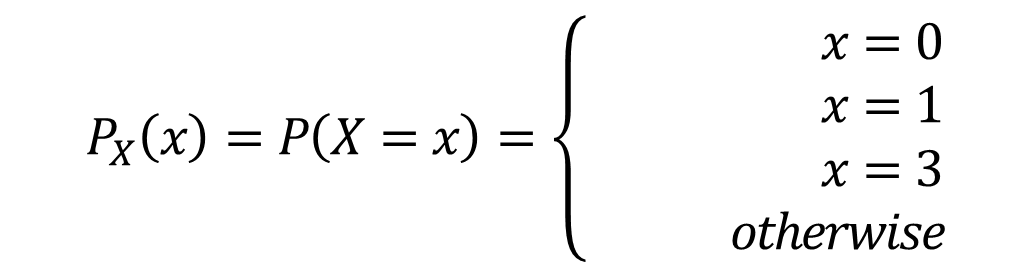 P_X(x) = P(X = x) = {
x = 0
x = 1
x = 3
otherwise